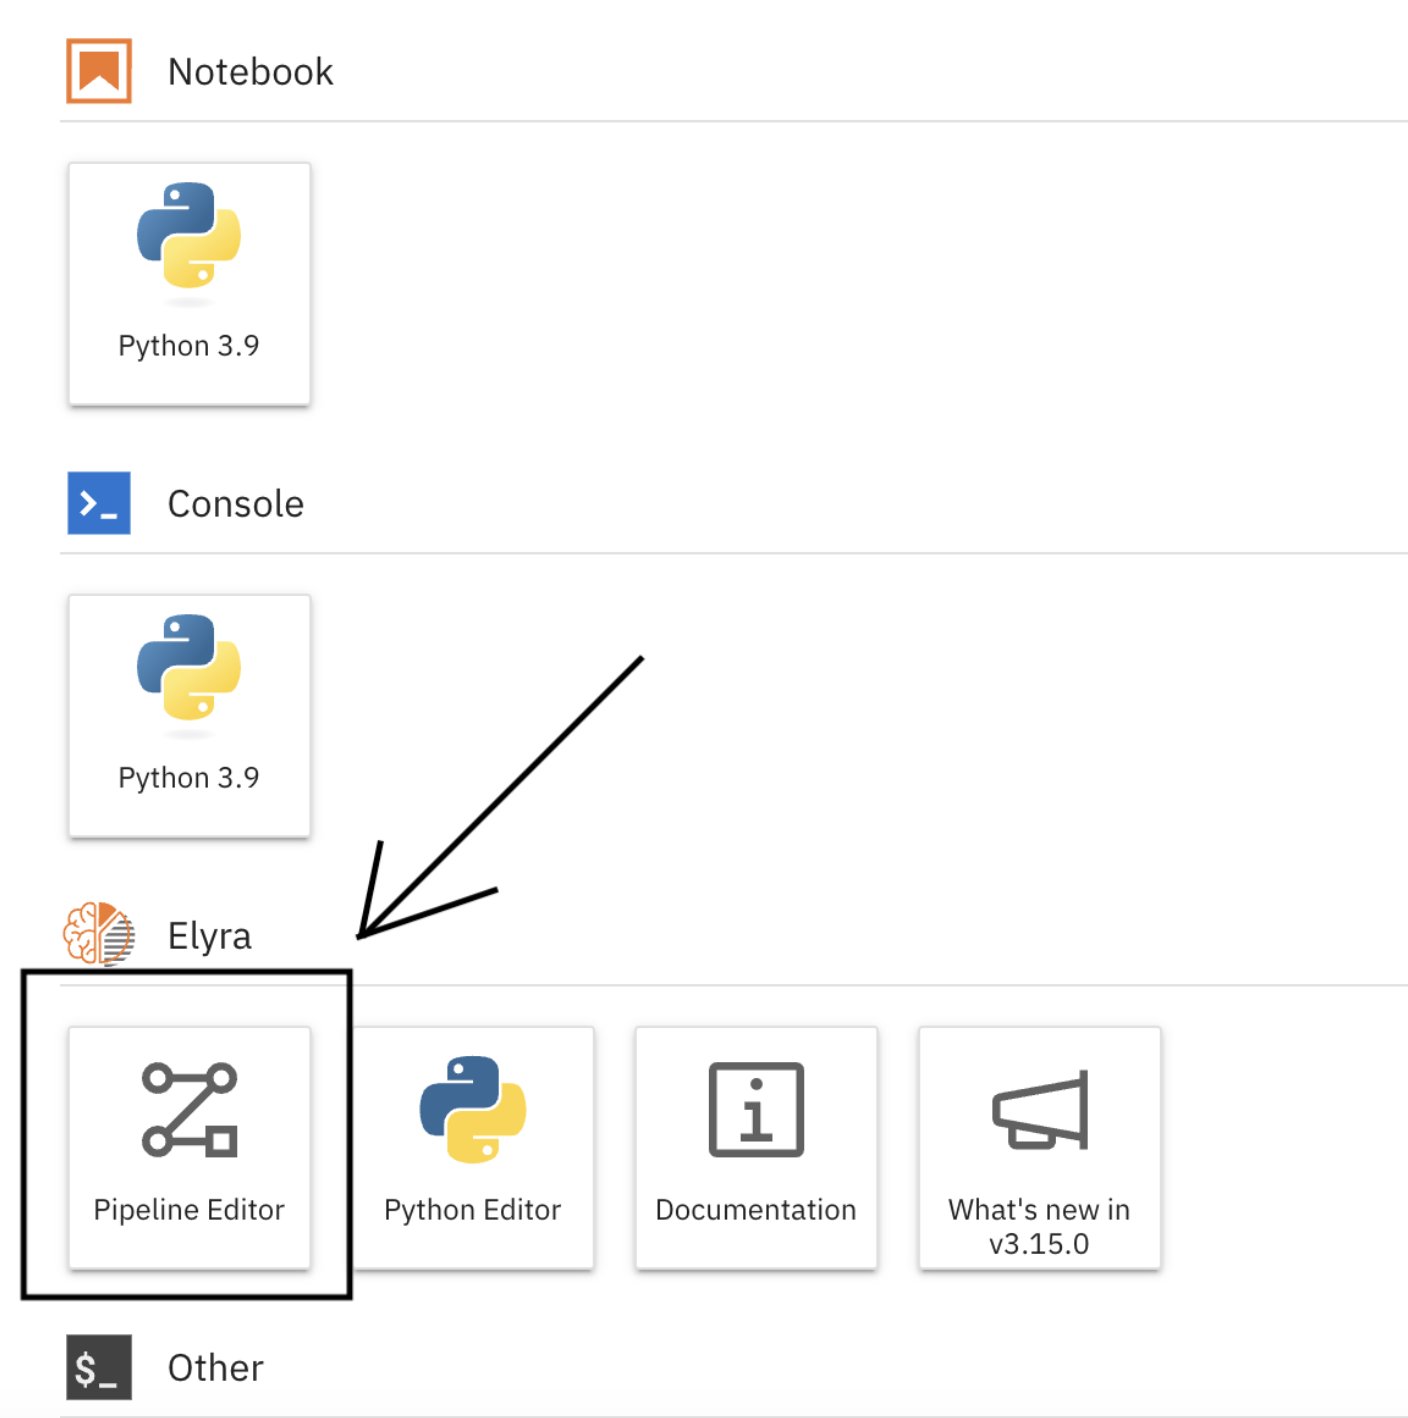 Notebook
Python 3.9
>_ Console
Python 3.9
Elyra
Pipeline Editor
Python Editor
Documentation
What's new in
v3.15.0
$_ Other